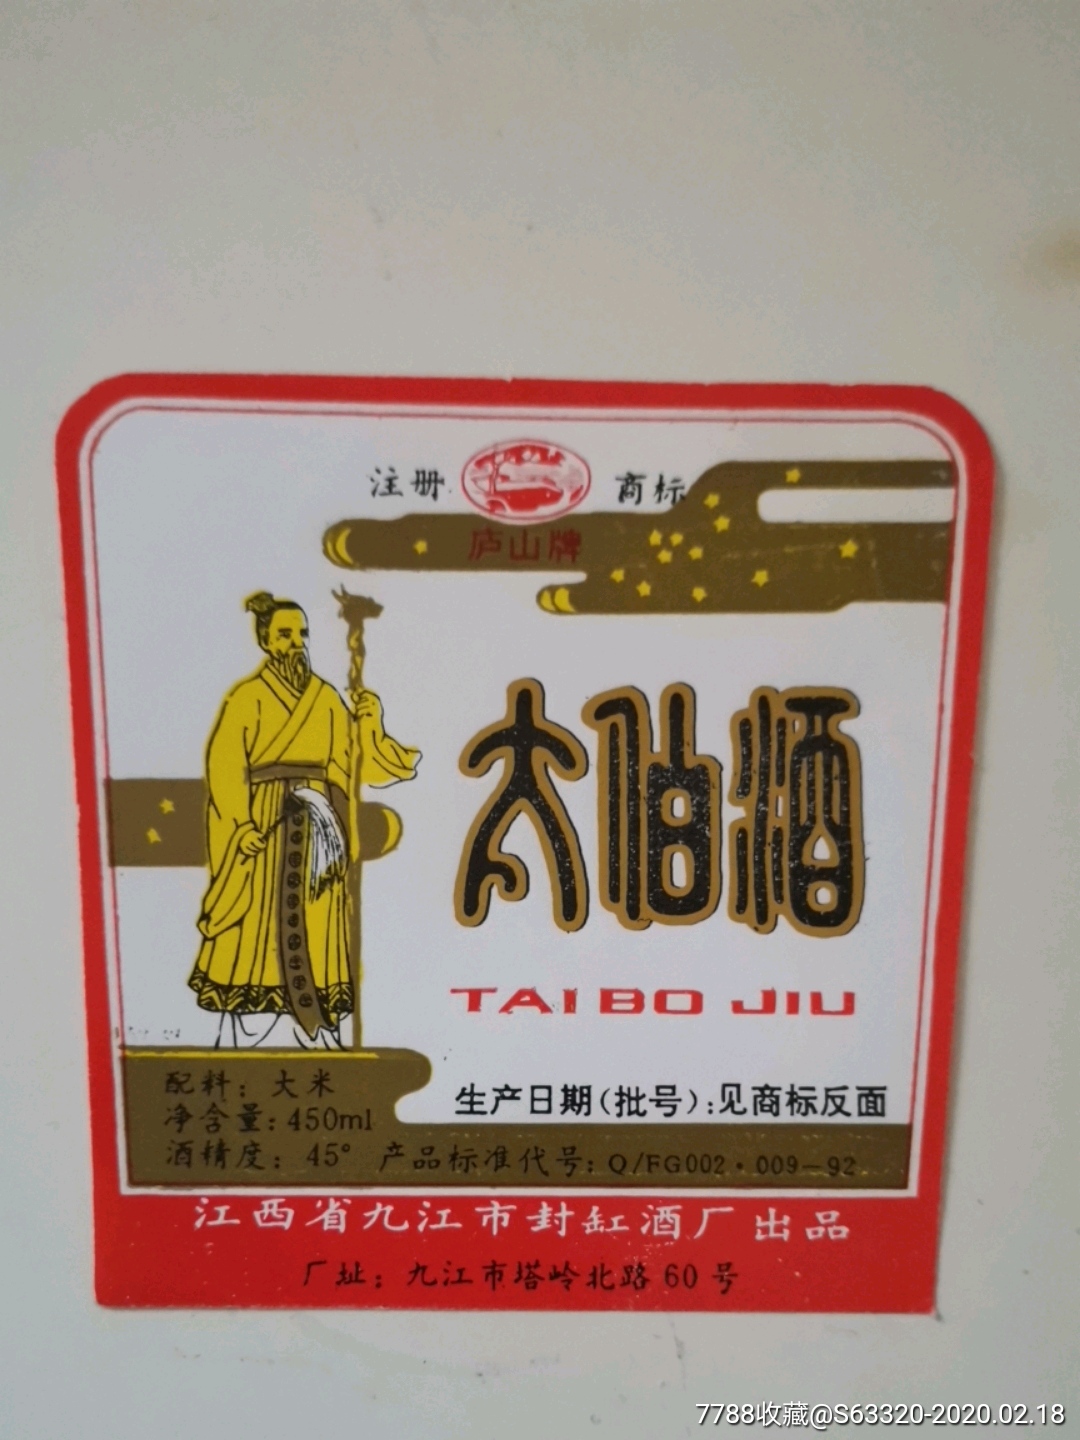 注册 商标
庐山牌
太伯酒
TAI BO JIU
生产日期(批号):见商标反面
配料: 大米
净含量: 450ml
酒精度: 45° 产品标准代号: Q/FG002·009-92
江西省九江市封缸酒厂出品
厂址: 九江市塔岭北路60号
7788收藏@S63320-2020.02.18